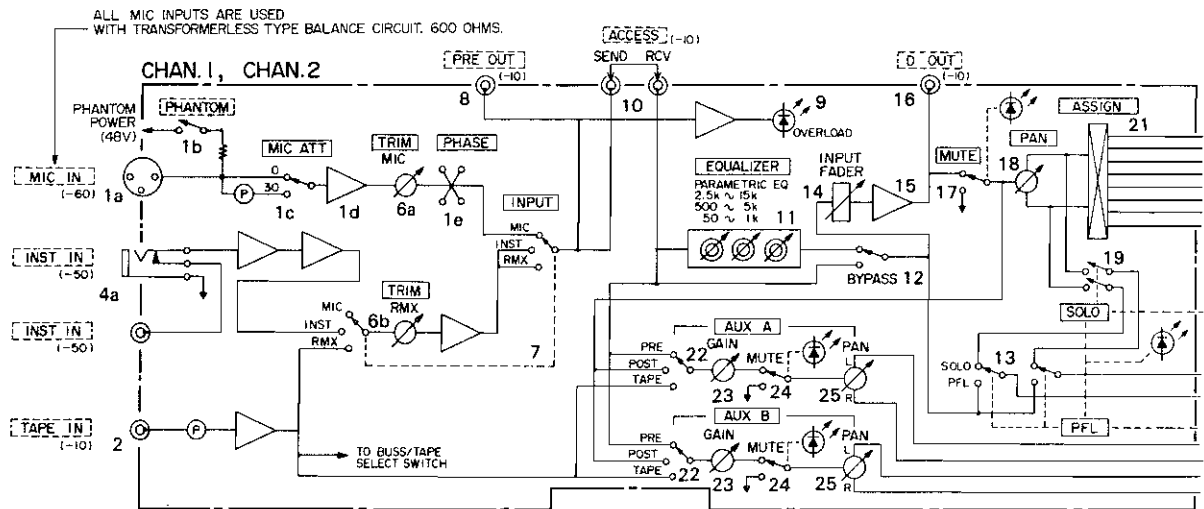 ALL MIC INPUTS ARE USED
WITH TRANSFORMERLESS TYPE BALANCE CIRCUIT. 600 OHMS.
CHAN.1, CHAN.2
PRE OUT
(-10)
8
ACCESS
(-10)
SEND RCV
10
D OUT
(-10)
16
PHANTOM
POWER
(48V)
PHANTOM
1b
MIC IN
(-60)
1a
P
MIC ATT
0
30
1c
1d
TRIM
MIC
6a
PHASE
1e
INPUT
MIC
INST
RMX
7
9
OVERLOAD
EQUALIZER
PARAMETRIC EQ
2.5k ~ 15k
500 ~ 5k
50 ~ 1k
11
BYPASS
12
INPUT
FADER
14
15
MUTE
17
PAN
18
ASSIGN
21
19
SOLO
SOLO
PFL
13
PFL
INST IN
(-50)
4a
INST IN
(-50)
MIC
INST
RMX
6b
TRIM
RMX
TAPE IN
(-10)
2
P
TO BUSS/TAPE
SELECT SWITCH
AUX A
PRE
POST
TAPE
22
GAIN
23
MUTE
24
PAN
L
25
R
AUX B
PRE
POST
TAPE
22
GAIN
23
MUTE
24
PAN
L
25
R